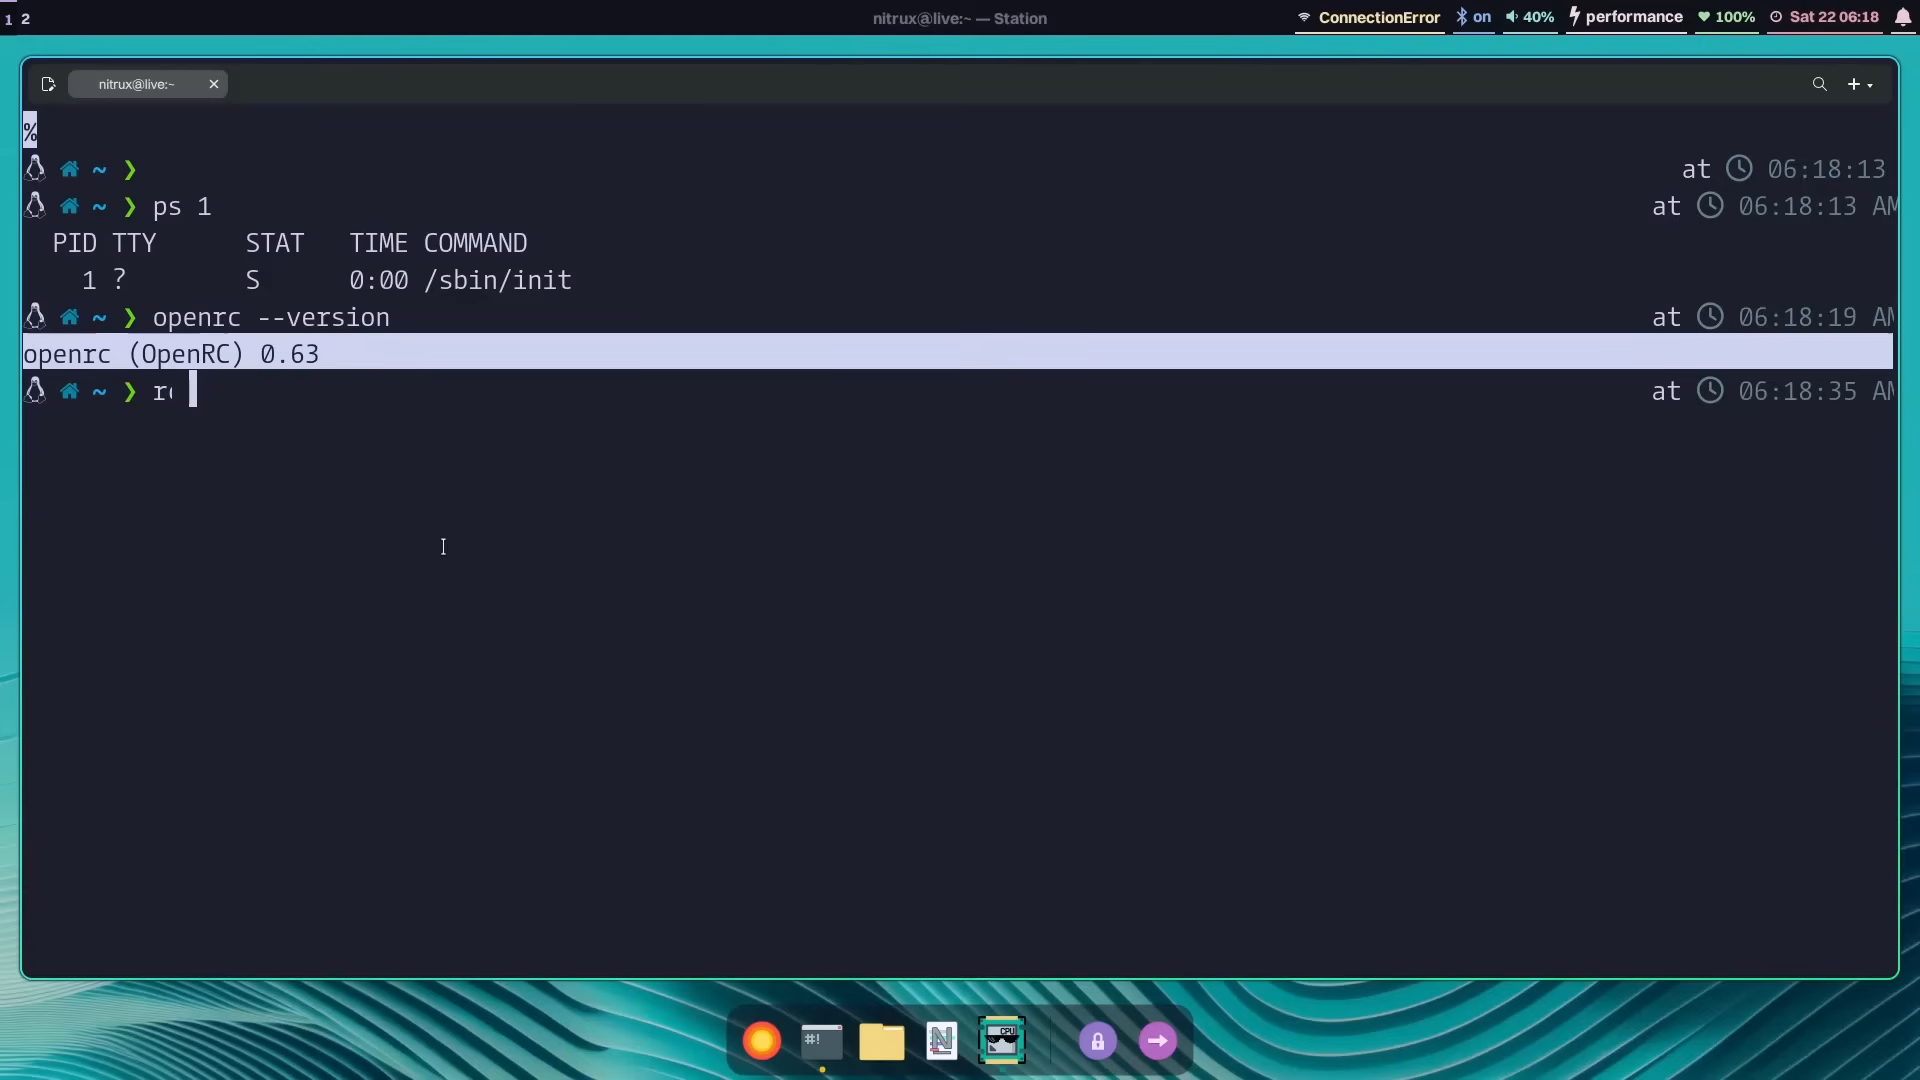 1 2
nitrux@live:~ — Station
ConnectionError on 40% performance 100% Sat 22 06:18
nitrux@live:~
%
~ ❯ at 06:18:13
~ ❯ ps 1 at 06:18:13 AM
PID TTY STAT TIME COMMAND
1 ? S 0:00 /sbin/init
~ ❯ openrc --version at 06:18:19 AM
openrc (OpenRC) 0.63
~ ❯ rc at 06:18:35 AM
#!
N
CPU